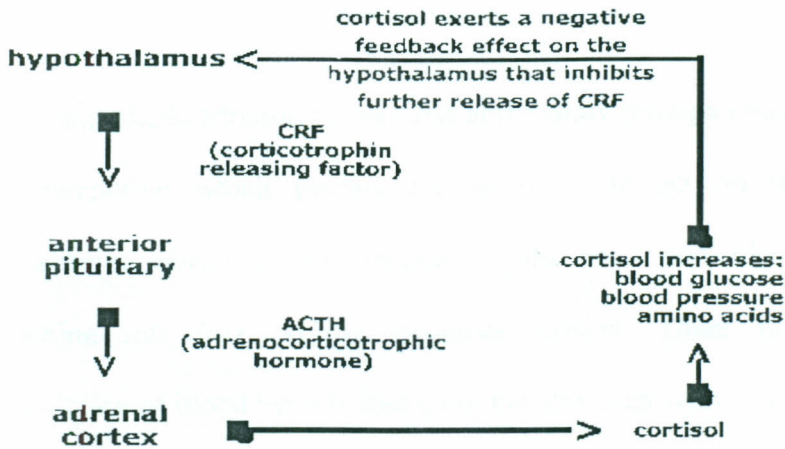 cortisol exerts a negative
feedback effect on the
hypothalamus that inhibits
further release of CRF
hypothalamus
CRF
(corticotrophin
releasing factor)
anterior
pituitary
cortisol increases:
blood glucose
blood pressure
amino acids
ACTH
(adrenocorticotrophic
hormone)
adrenal
cortex
cortisol